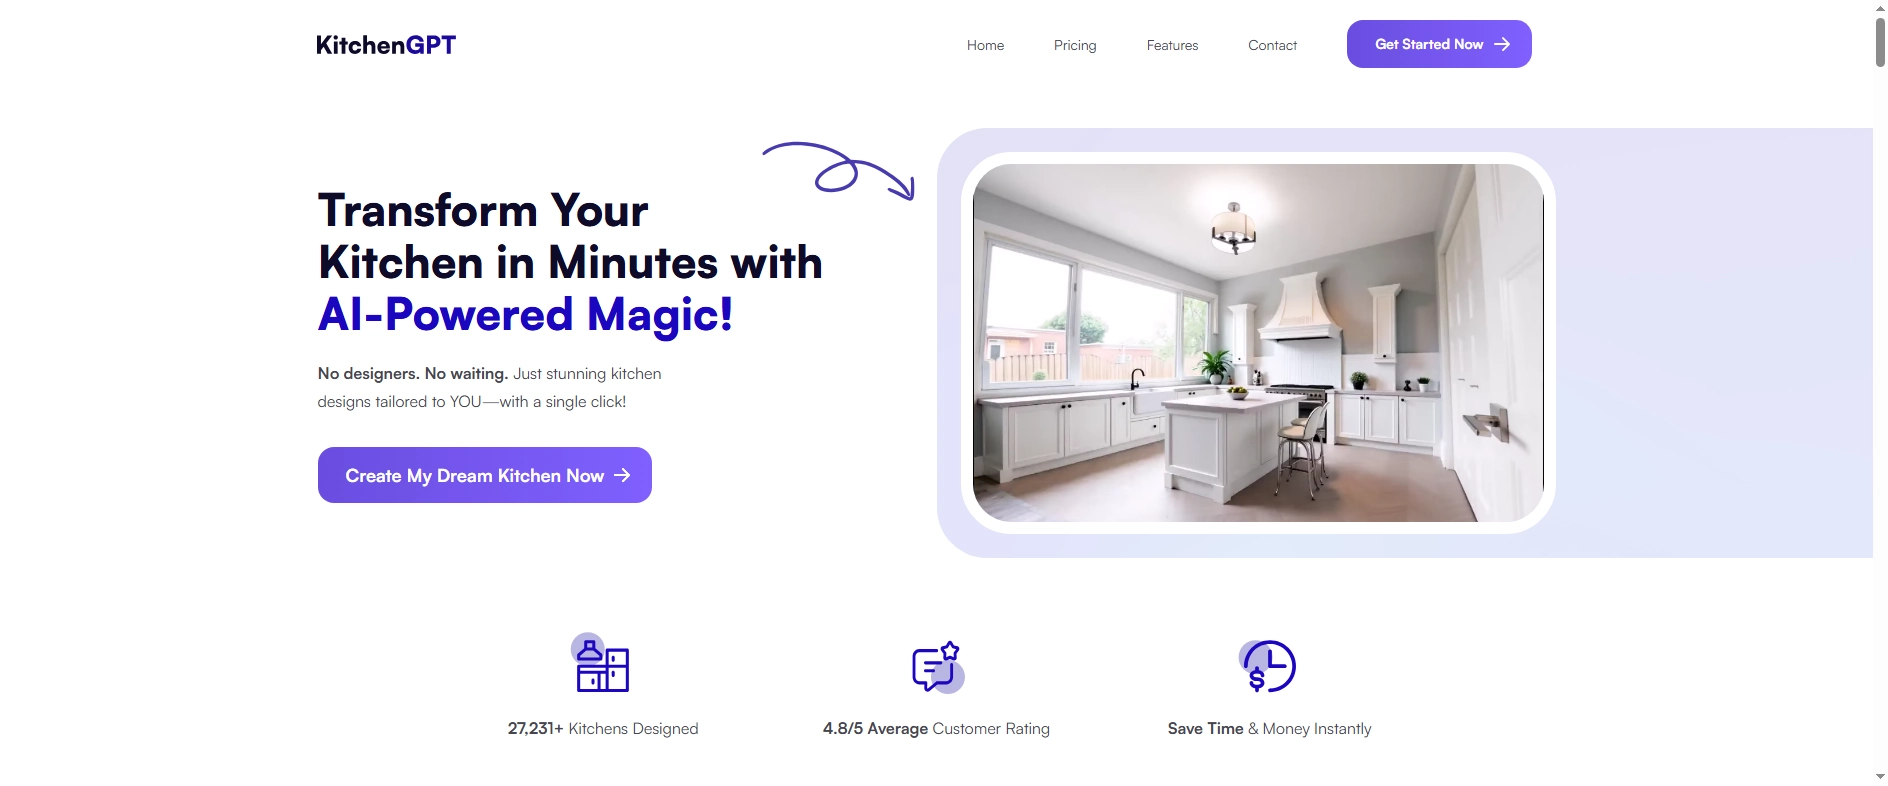 KitchenGPT
Home
Pricing
Features
Contact
Get Started Now
Transform Your
Kitchen in Minutes with
AI-Powered Magic!
No designers. No waiting. Just stunning kitchen
designs tailored to YOU—with a single click!
Create My Dream Kitchen Now
27,231+ Kitchens Designed
4.8/5 Average Customer Rating
Save Time & Money Instantly